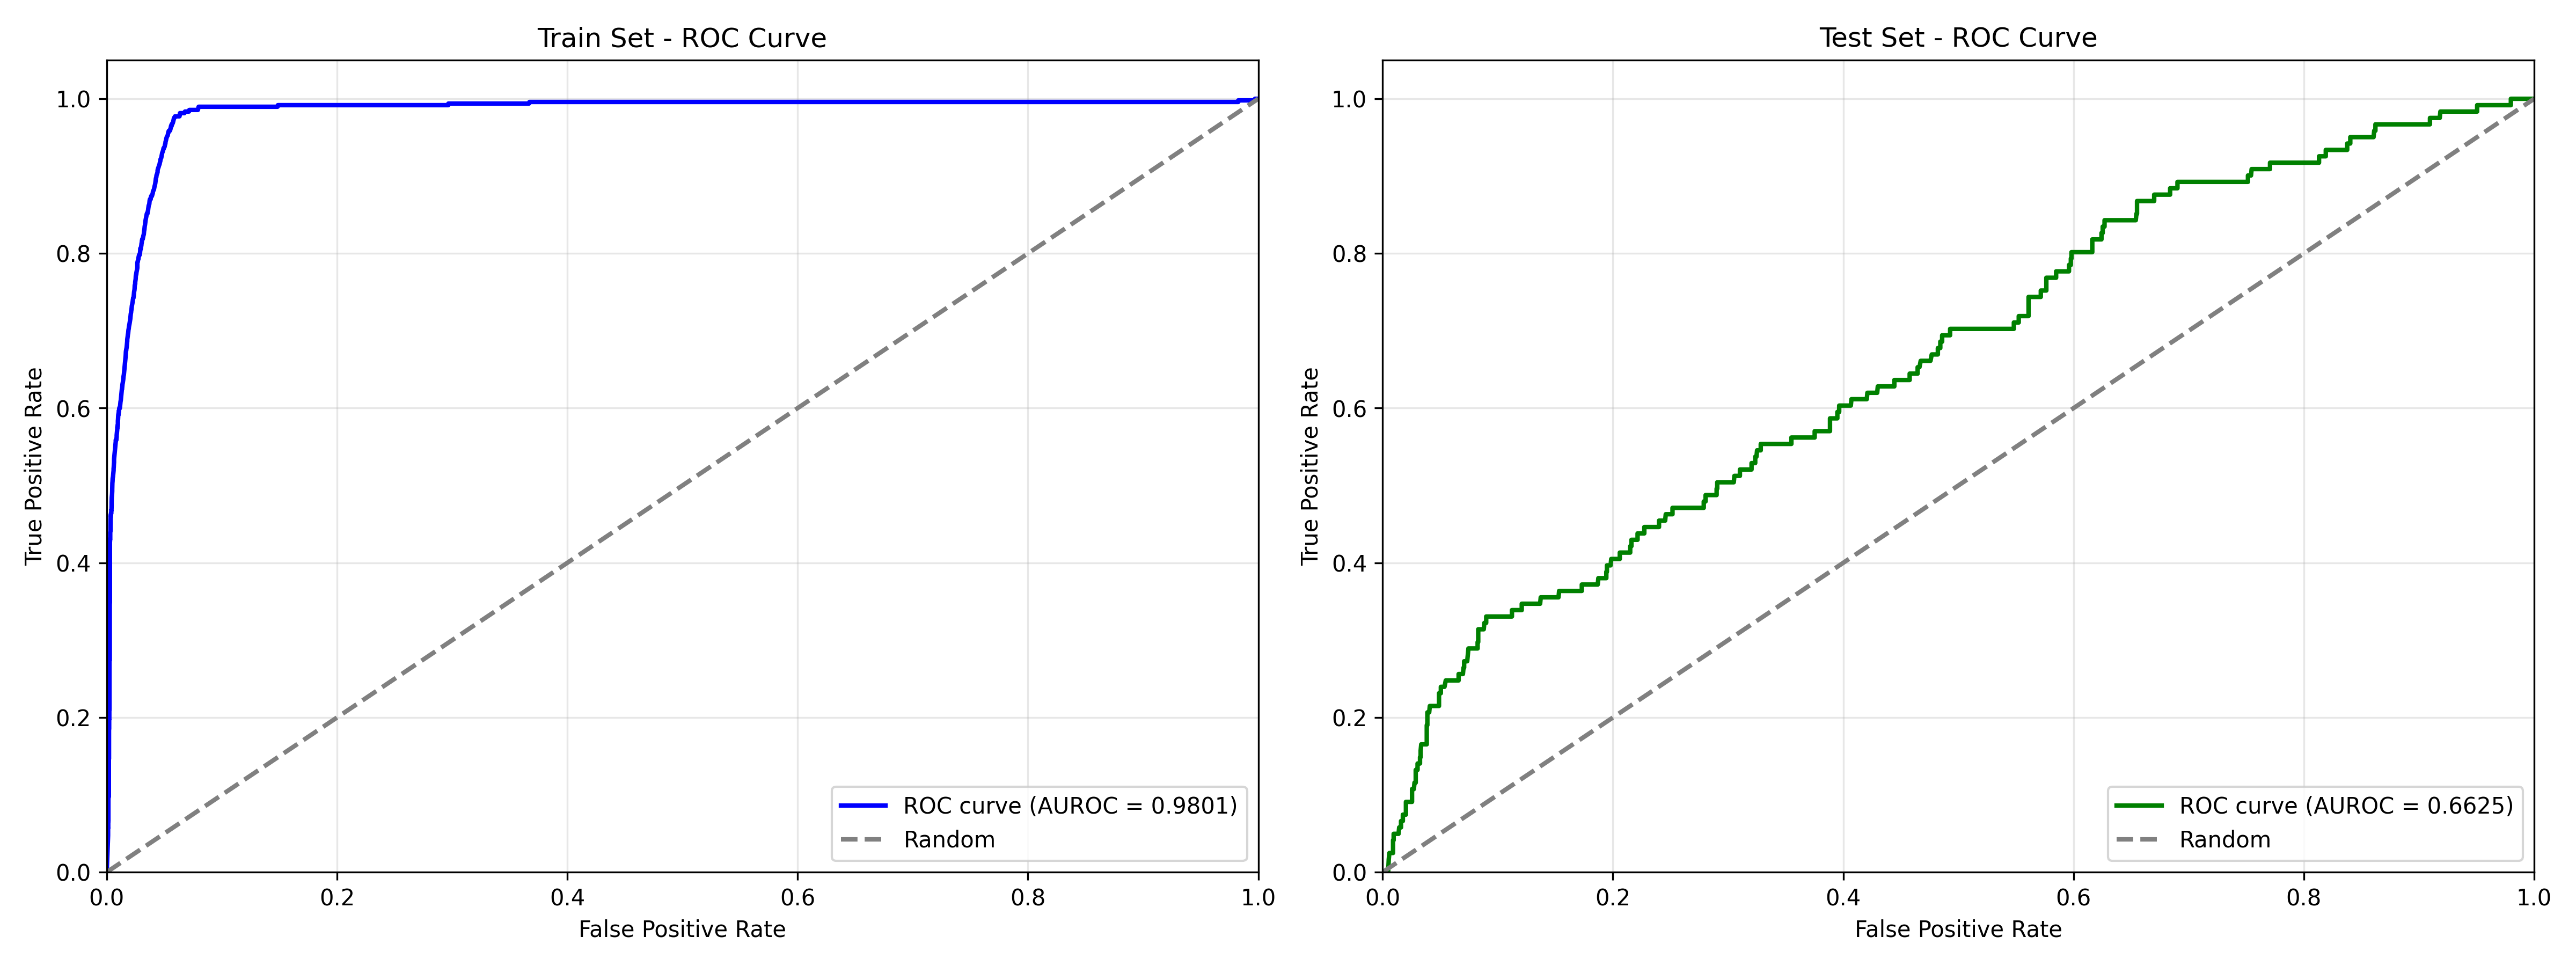 Train Set - ROC Curve
True Positive Rate
1.0
0.8
0.6
0.4
0.2
0.0
0.0 0.2 0.4 0.6 0.8 1.0
False Positive Rate
ROC curve (AUROC = 0.9801)
Random
Test Set - ROC Curve
True Positive Rate
1.0
0.8
0.6
0.4
0.2
0.0
0.0 0.2 0.4 0.6 0.8 1.0
False Positive Rate
ROC curve (AUROC = 0.6625)
Random